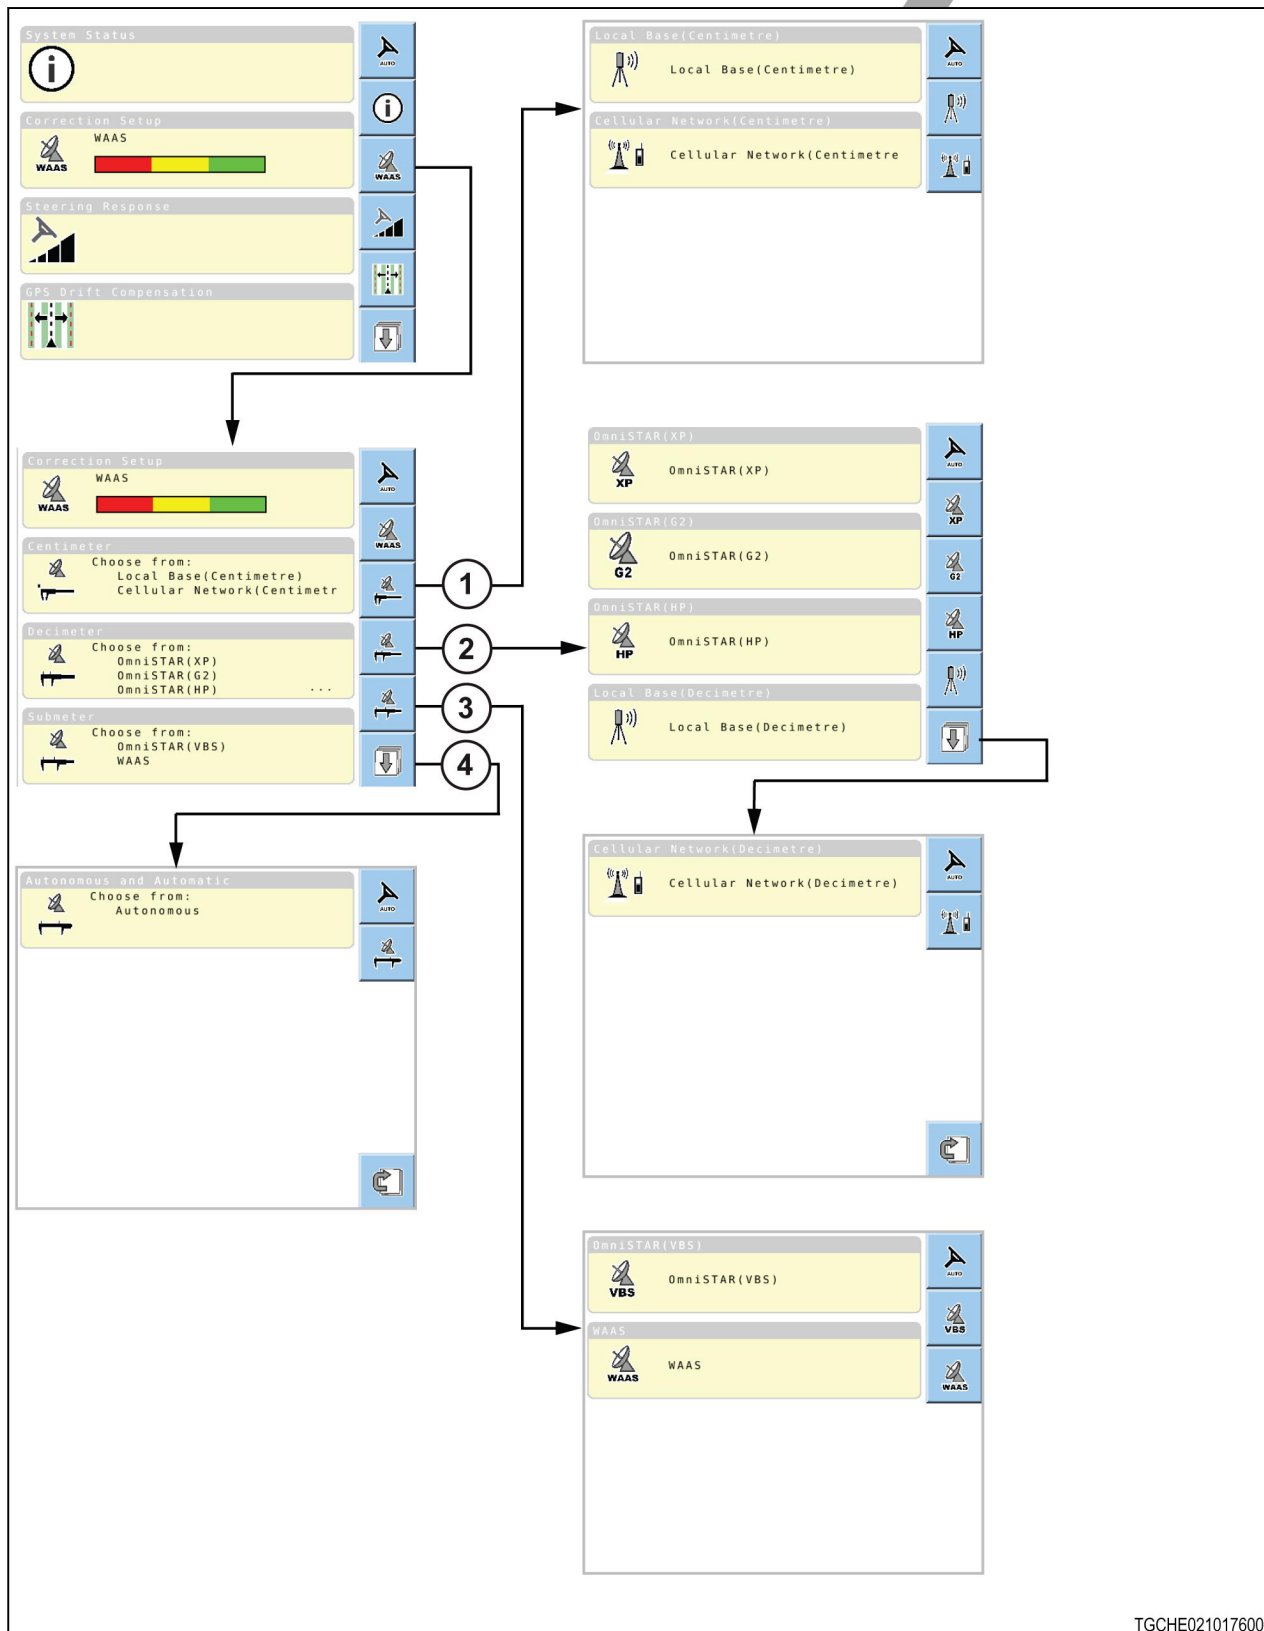 System Status
AUTO
Correction Setup
WAAS
WAAS
WAAS
Steering Response
GPS Drift Compensation
Correction Setup
WAAS
WAAS
AUTO
WAAS
Centimeter
Choose from:
Local Base(Centimetre)
Cellular Network(Centimetr
1
Decimeter
Choose from:
OmniSTAR(XP)
OmniSTAR(G2)
OmniSTAR(HP) ...
2
3
Submeter
Choose from:
OmniSTAR(VBS)
WAAS
4
Autonomous and Automatic
Choose from:
Autonomous
AUTO
Local Base(Centimetre)
Local Base(Centimetre)
AUTO
Cellular Network(Centimetre)
Cellular Network(Centimetre
OmniSTAR(XP)
OmniSTAR(XP)
XP
AUTO
XP
OmniSTAR(G2)
OmniSTAR(G2)
G2
G2
OmniSTAR(HP)
OmniSTAR(HP)
HP
HP
Local Base(Decimetre)
Local Base(Decimetre)
Cellular Network(Decimetre)
Cellular Network(Decimetre)
AUTO
OmniSTAR(VBS)
OmniSTAR(VBS)
VBS
AUTO
VBS
WAAS
WAAS
WAAS
WAAS
TGCHE021017600